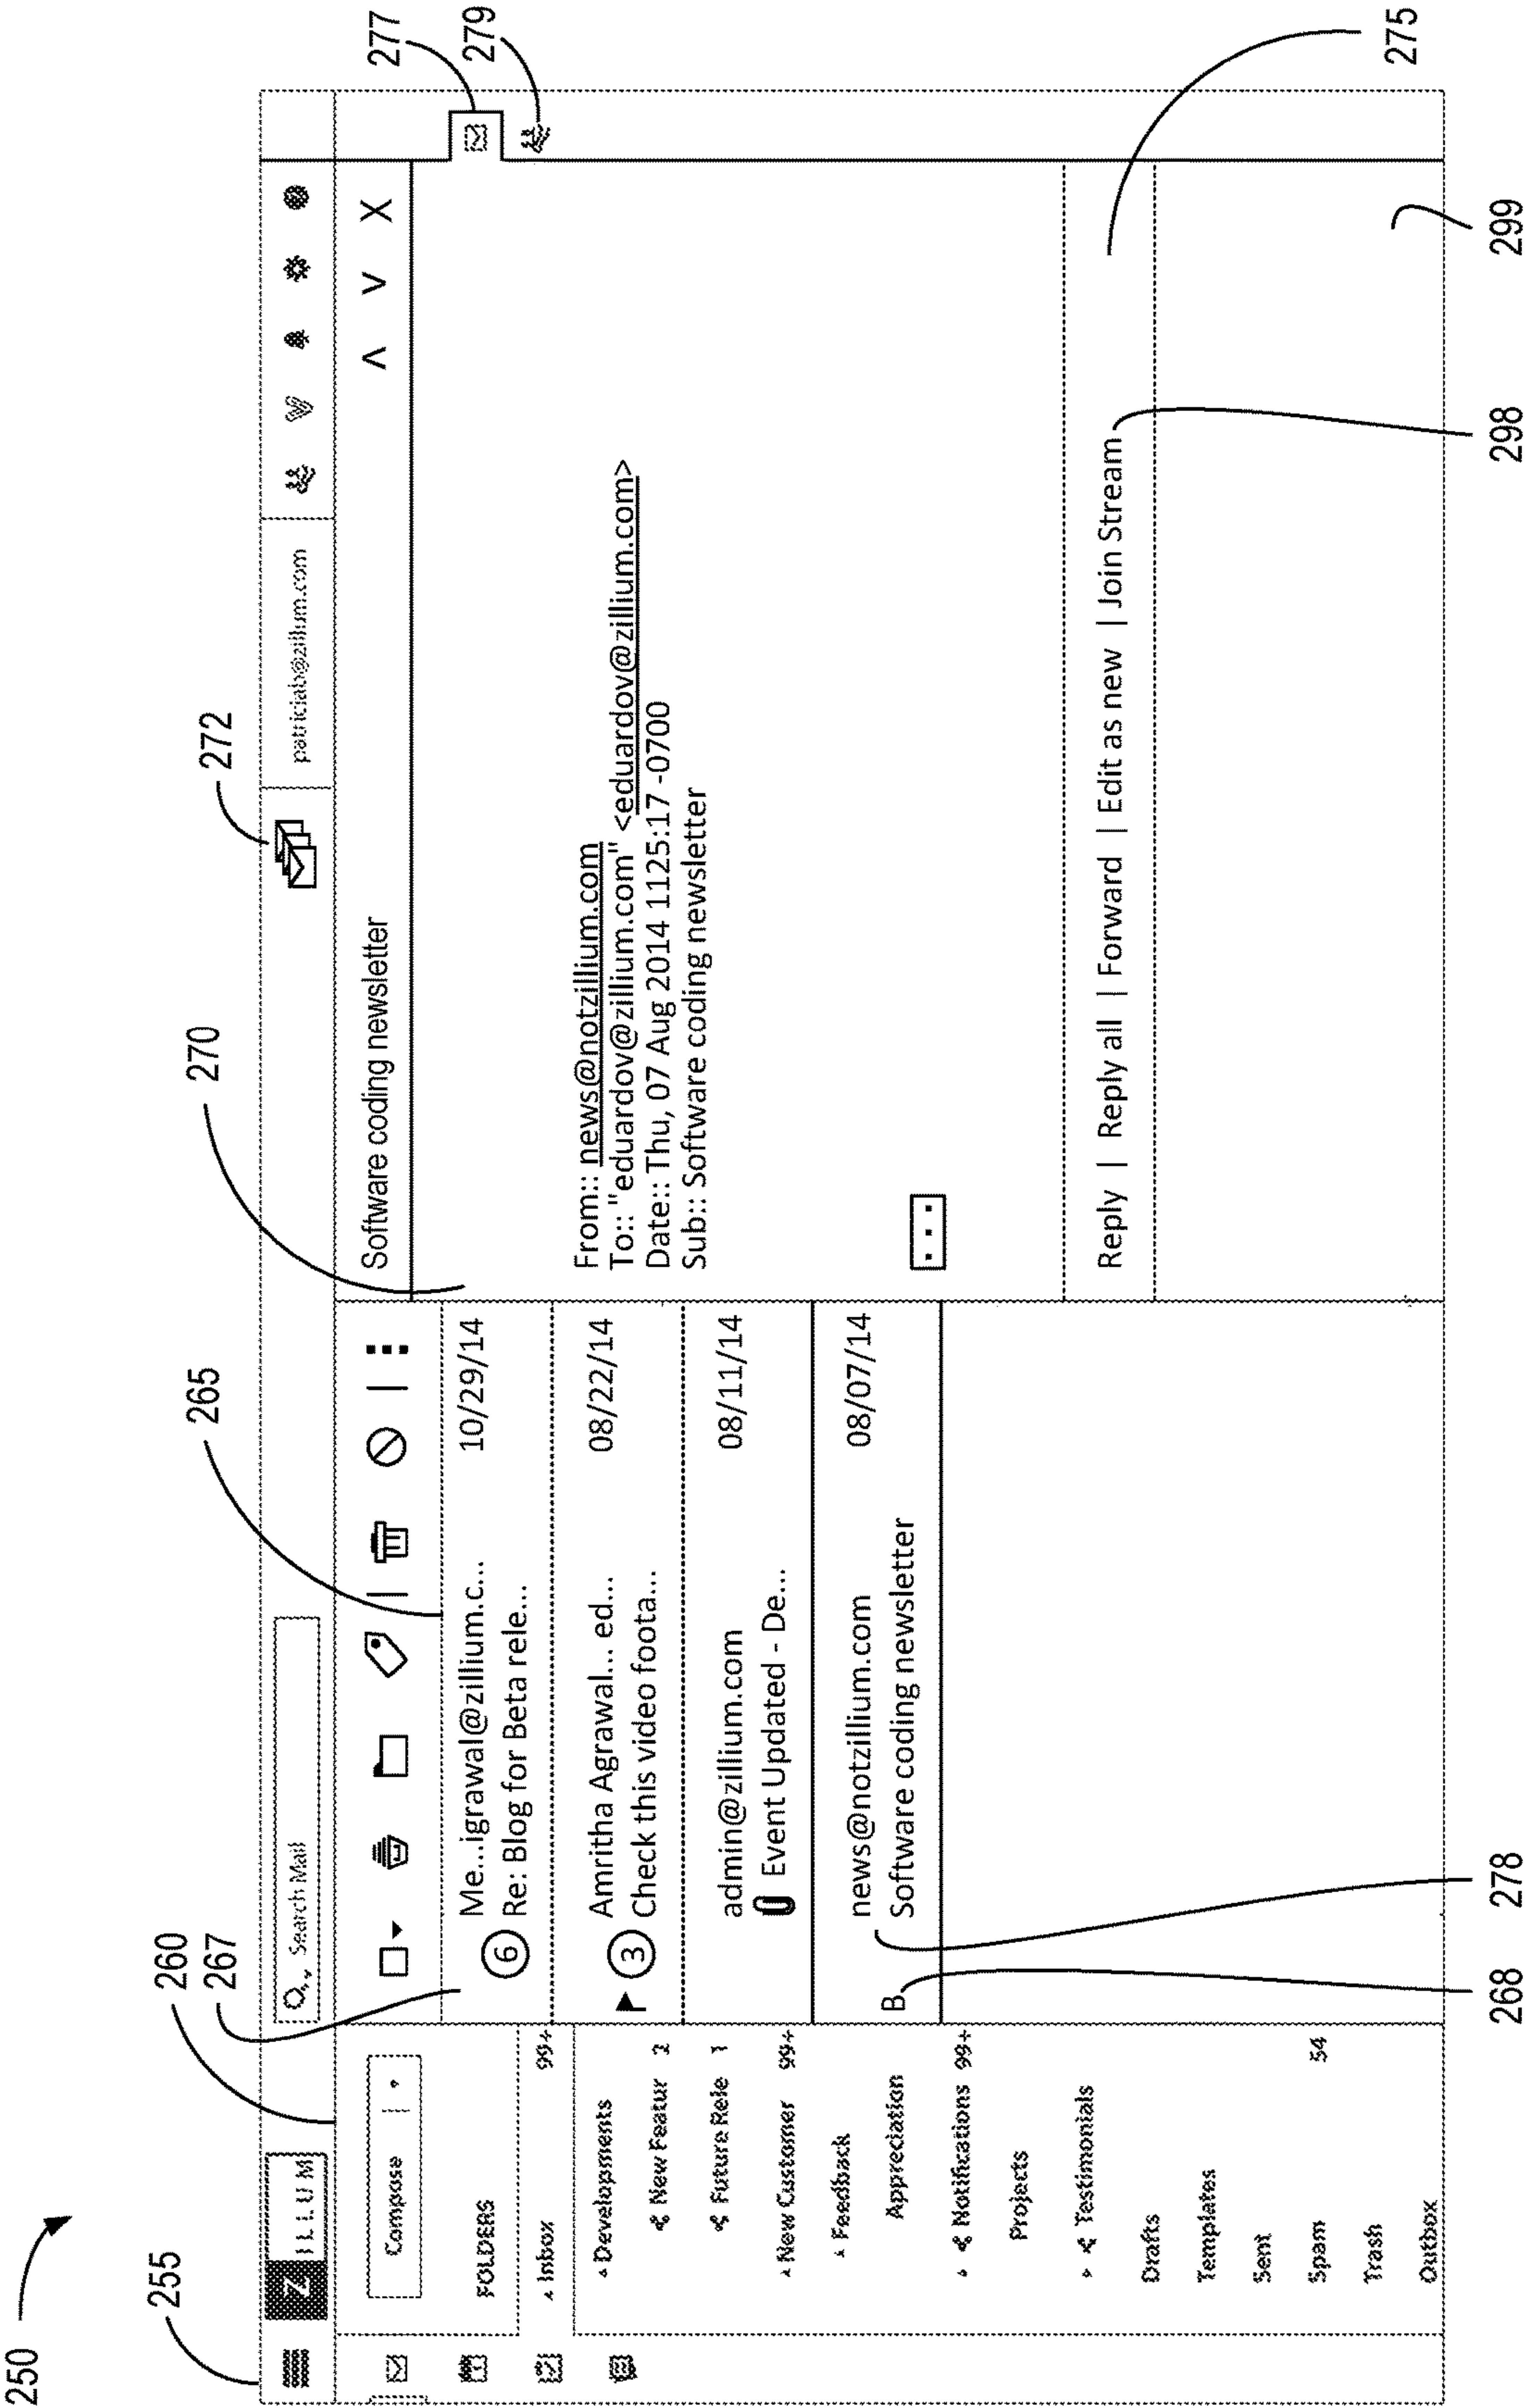 250
255
260
267
265
270
272
277
279
Z ILLUM
Search Mail
patriciab@zillum.com
Compose
FOLDERS
Inbox 99+
Developments
New Featur 2
Future Rele 1
New Customer 99+
Feedback
Appreciation
Notifications 99+
Projects
Testimonials
Drafts
Templates
Sent
Spam 54
Trash
Outbox
Me...igrawal@zillium.c... 10/29/14
6 Re: Blog for Beta rele...
Amritha Agrawal... ed... 08/22/14
3 Check this video foota...
admin@zillium.com 08/11/14
Event Updated - De...
news@notzillium.com 08/07/14
B Software coding newsletter
Software coding newsletter
Λ V X
From:: news@notzillium.com
To:: "eduardov@zillium.com" <eduardov@zillium.com>
Date:: Thu, 07 Aug 2014 1125:17 -0700
Sub:: Software coding newsletter
...
Reply | Reply all | Forward | Edit as new | Join Stream
268
278
298
299
275